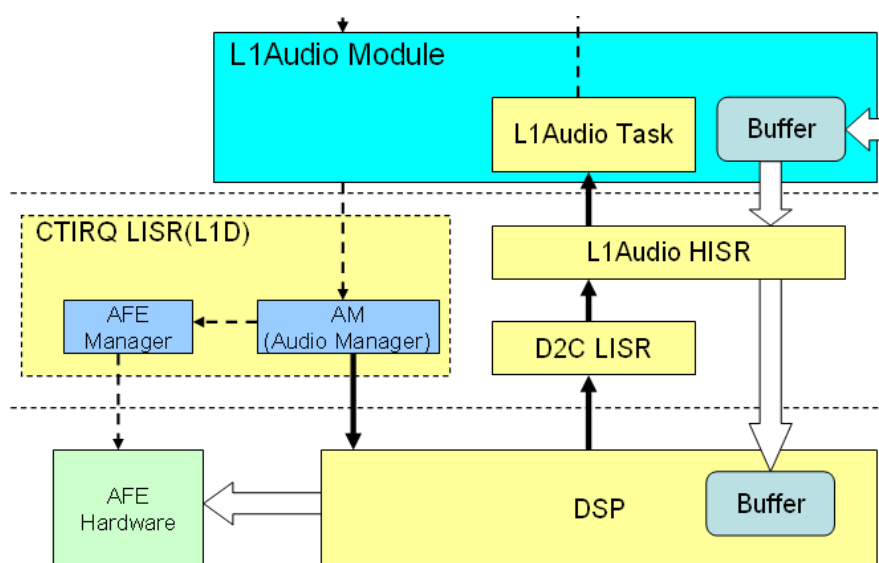 L1Audio Module
L1Audio Task
Buffer
CTIRQ LISR(L1D)
L1Audio HISR
AFE
Manager
AM
(Audio Manager)
D2C LISR
AFE
Hardware
DSP
Buffer